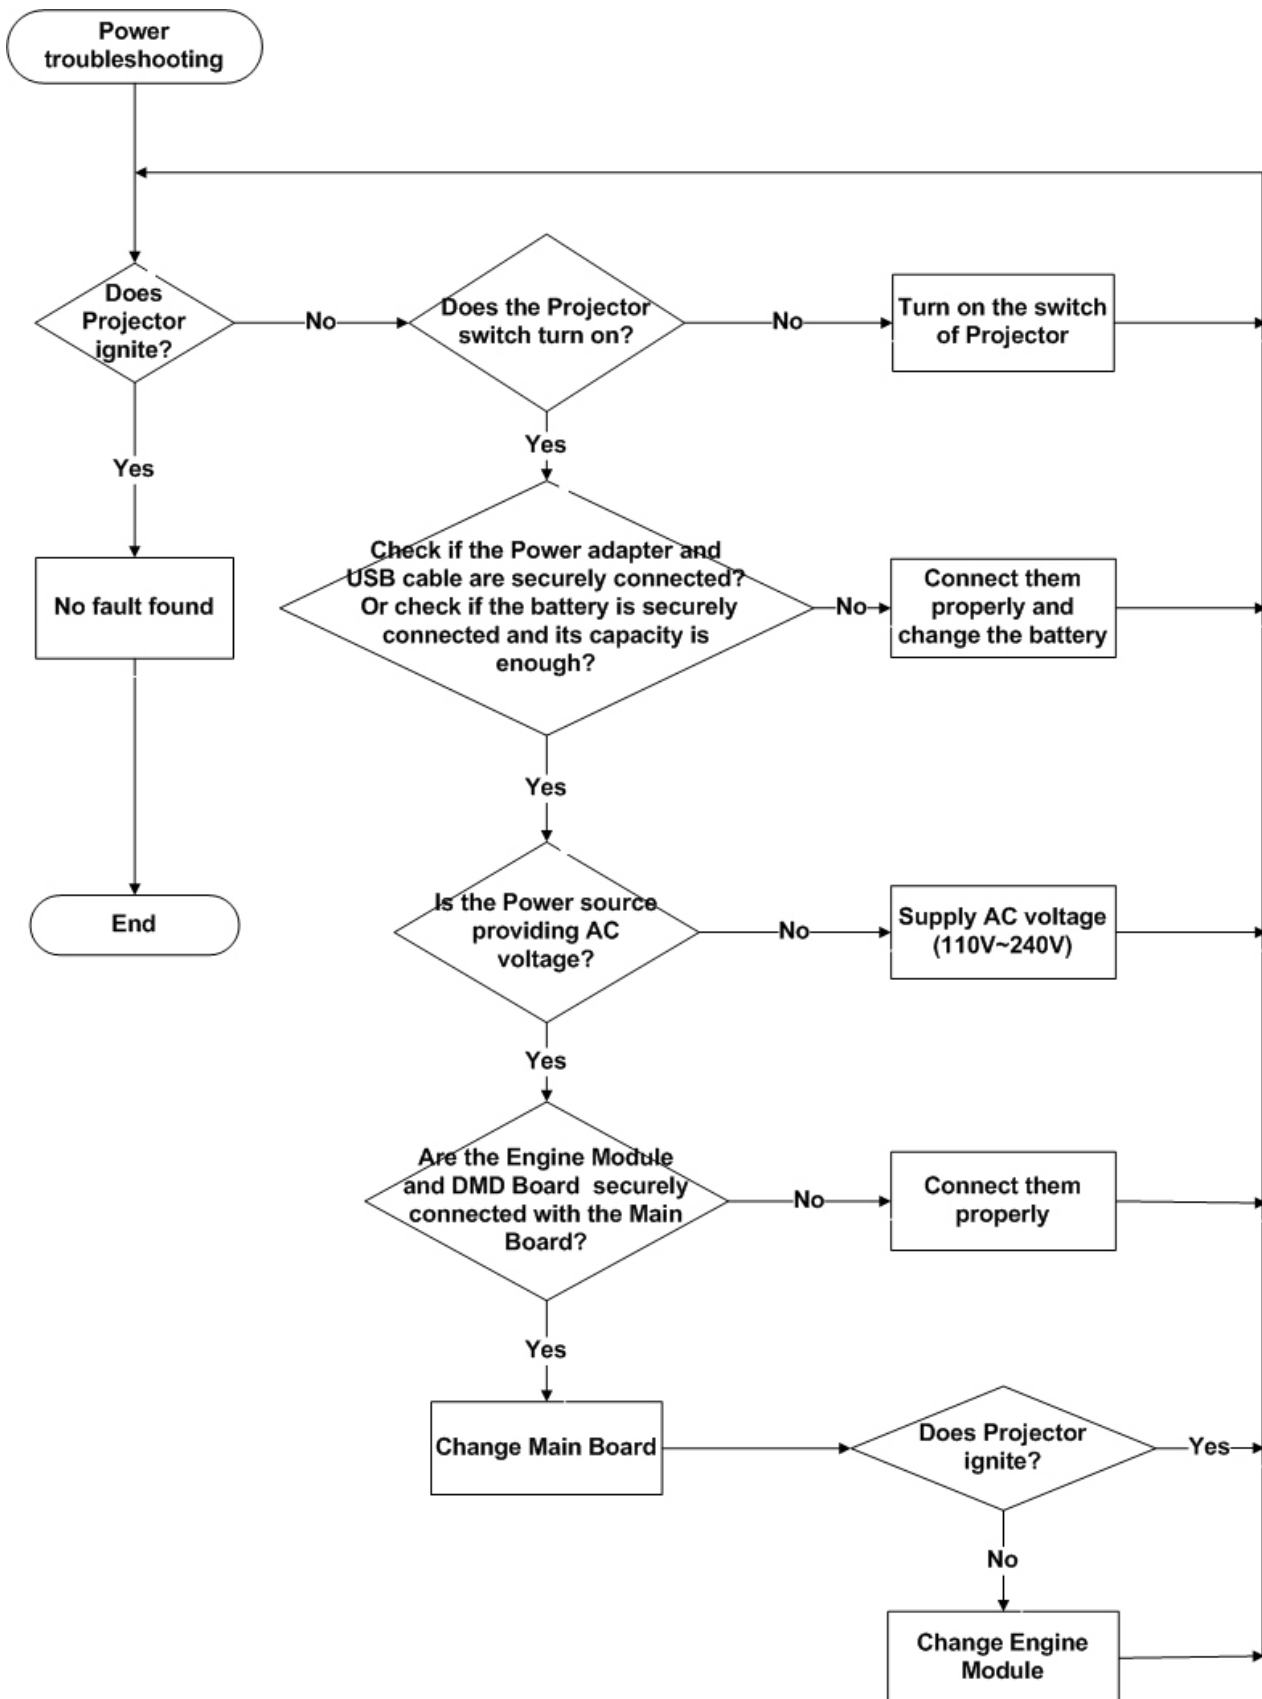 Power
troubleshooting
Does
Projector
ignite?
No
Does the Projector
switch turn on?
No
Turn on the switch
of Projector
Yes
Yes
No fault found
Check if the Power adapter and
USB cable are securely connected?
Or check if the battery is securely
connected and its capacity is
enough?
No
Connect them
properly and
change the battery
Yes
End
Is the Power source
providing AC
voltage?
No
Supply AC voltage
(110V~240V)
Yes
Are the Engine Module
and DMD Board  securely
connected with the Main
Board?
No
Connect them
properly
Yes
Change Main Board
Does Projector
ignite?
Yes
No
Change Engine
Module